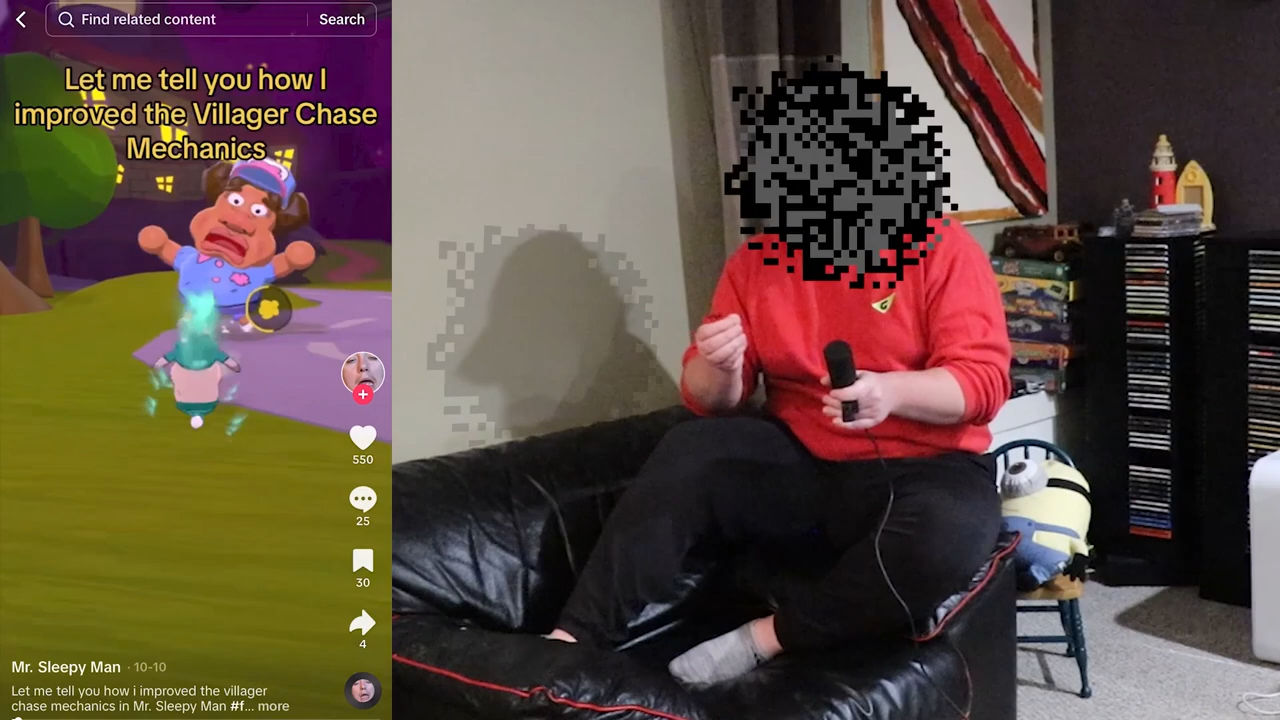 Find related content
Search
Let me tell you how I
improved the Villager Chase
Mechanics
550
25
30
4
Mr. Sleepy Man · 10-10
Let me tell you how i improved the villager
chase mechanics in Mr. Sleepy Man #f... more